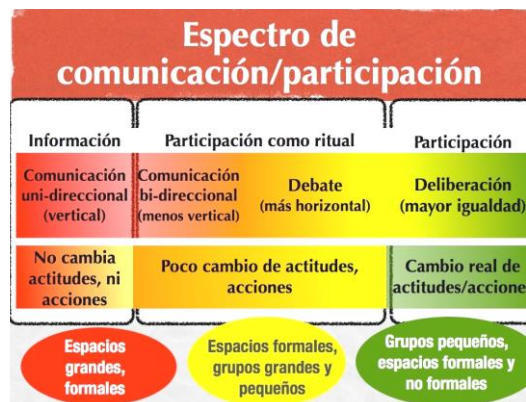 Espectro de
comunicación/participación
Información
Participación como ritual
Participación
Comunicación
uni-direccional
(vertical)
Comunicación
bi-direccional
(menos vertical)
Debate
(más horizontal)
Deliberación
(mayor igualdad)
No cambia
actitudes, ni
acciones
Poco cambio de actitudes,
acciones
Cambio real de
actitudes/accione
Espacios
grandes,
formales
Espacios formales,
grupos grandes y
pequeños
Grupos pequeños,
espacios formales y
no formales